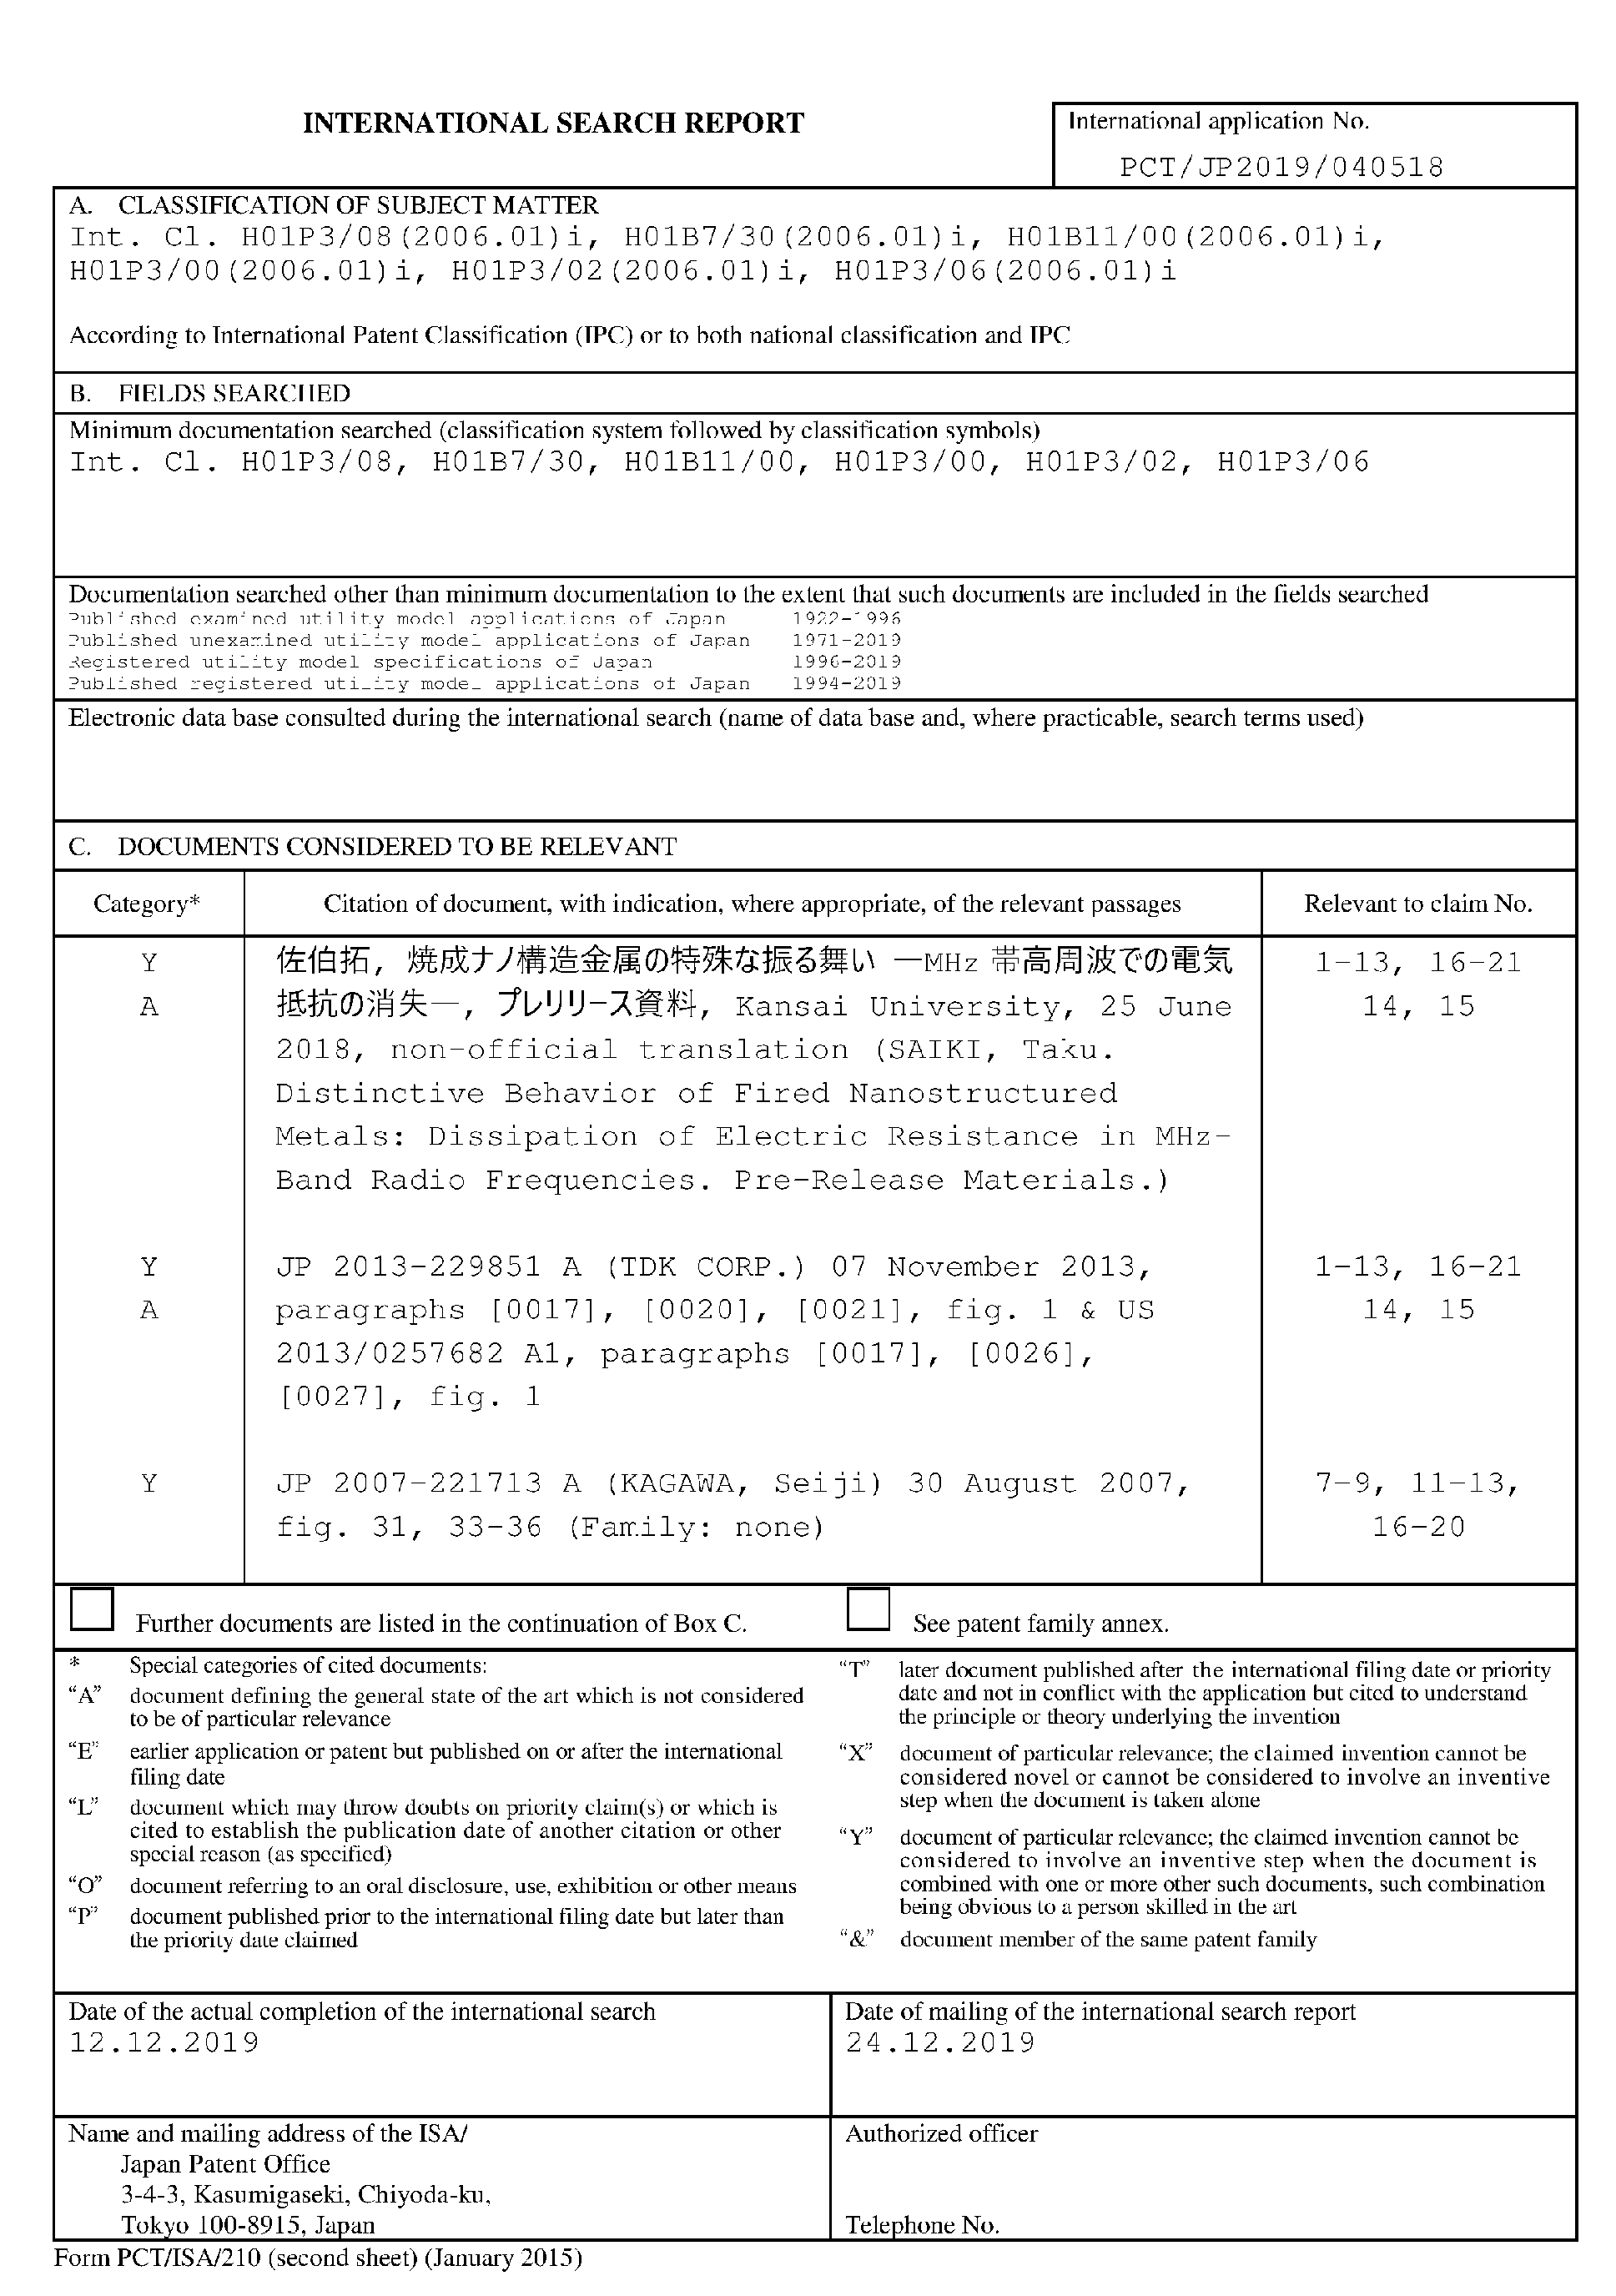 INTERNATIONAL SEARCH REPORT
International application No.
PCT/JP2019/040518
A. CLASSIFICATION OF SUBJECT MATTER
Int. Cl. H01P3/08(2006.01)i, H01B7/30(2006.01)i, H01B11/00(2006.01)i,
H01P3/00(2006.01)i, H01P3/02(2006.01)i, H01P3/06(2006.01)i
According to International Patent Classification (IPC) or to both national classification and IPC
B. FIELDS SEARCHED
Minimum documentation searched (classification system followed by classification symbols)
Int. Cl. H01P3/08, H01B7/30, H01B11/00, H01P3/00, H01P3/02, H01P3/06
Documentation searched other than minimum documentation to the extent that such documents are included in the fields searched
Published examined utility model applications of Japan 1922-1996
Published unexamined utility model applications of Japan 1971-2019
Registered utility model specifications of Japan 1996-2019
Published registered utility model applications of Japan 1994-2019
Electronic data base consulted during the international search (name of data base and, where practicable, search terms used)
C. DOCUMENTS CONSIDERED TO BE RELEVANT
Category* Citation of document, with indication, where appropriate, of the relevant passages Relevant to claim No.
Y 佐伯拓, 焼成ナノ構造金属の特殊な振る舞い ―MHz 帯高周波での電気 1-13, 16-21
A 抵抗の消失―, プレリリース資料, Kansai University, 25 June 14, 15
2018, non-official translation (SAIKI, Taku.
Distinctive Behavior of Fired Nanostructured
Metals: Dissipation of Electric Resistance in MHz-
Band Radio Frequencies. Pre-Release Materials.)
Y JP 2013-229851 A (TDK CORP.) 07 November 2013, 1-13, 16-21
A paragraphs [0017], [0020], [0021], fig. 1 & US 14, 15
2013/0257682 A1, paragraphs [0017], [0026],
[0027], fig. 1
Y JP 2007-221713 A (KAGAWA, Seiji) 30 August 2007, 7-9, 11-13,
fig. 31, 33-36 (Family: none) 16-20
Further documents are listed in the continuation of Box C. See patent family annex.
* Special categories of cited documents:
“A” document defining the general state of the art which is not considered
to be of particular relevance
“E” earlier application or patent but published on or after the international
filing date
“L” document which may throw doubts on priority claim(s) or which is
cited to establish the publication date of another citation or other
special reason (as specified)
“O” document referring to an oral disclosure, use, exhibition or other means
“P” document published prior to the international filing date but later than
the priority date claimed
“T” later document published after the international filing date or priority
date and not in conflict with the application but cited to understand
the principle or theory underlying the invention
“X” document of particular relevance; the claimed invention cannot be
considered novel or cannot be considered to involve an inventive
step when the document is taken alone
“Y” document of particular relevance; the claimed invention cannot be
considered to involve an inventive step when the document is
combined with one or more other such documents, such combination
being obvious to a person skilled in the art
“&” document member of the same patent family
Date of the actual completion of the international search
12.12.2019
Date of mailing of the international search report
24.12.2019
Name and mailing address of the ISA/
Japan Patent Office
3-4-3, Kasumigaseki, Chiyoda-ku,
Tokyo 100-8915, Japan
Authorized officer
Telephone No.
Form PCT/ISA/210 (second sheet) (January 2015)